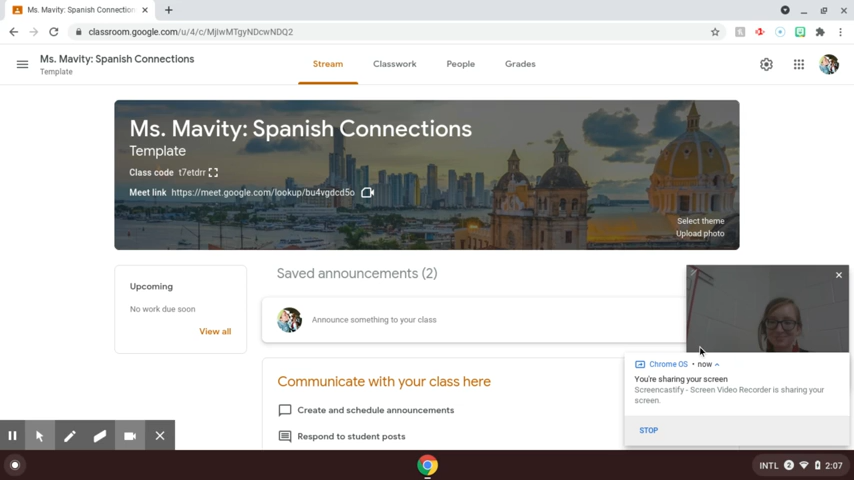 Ms. Mavity: Spanish Connection
classroom.google.com/u/4/c/MjIwMTgyNDcwNDQ2
Ms. Mavity: Spanish Connections
Template
Stream
Classwork
People
Grades
Ms. Mavity: Spanish Connections
Template
Class code t7etdrr
Meet link https://meet.google.com/lookup/bu4vgdcd5o
Select theme
Upload photo
Upcoming
No work due soon
View all
Saved announcements (2)
Announce something to your class
Communicate with your class here
Create and schedule announcements
Respond to student posts
Chrome OS • now
You're sharing your screen
Screencastify - Screen Video Recorder is sharing your
screen.
STOP
INTL 2 2:07